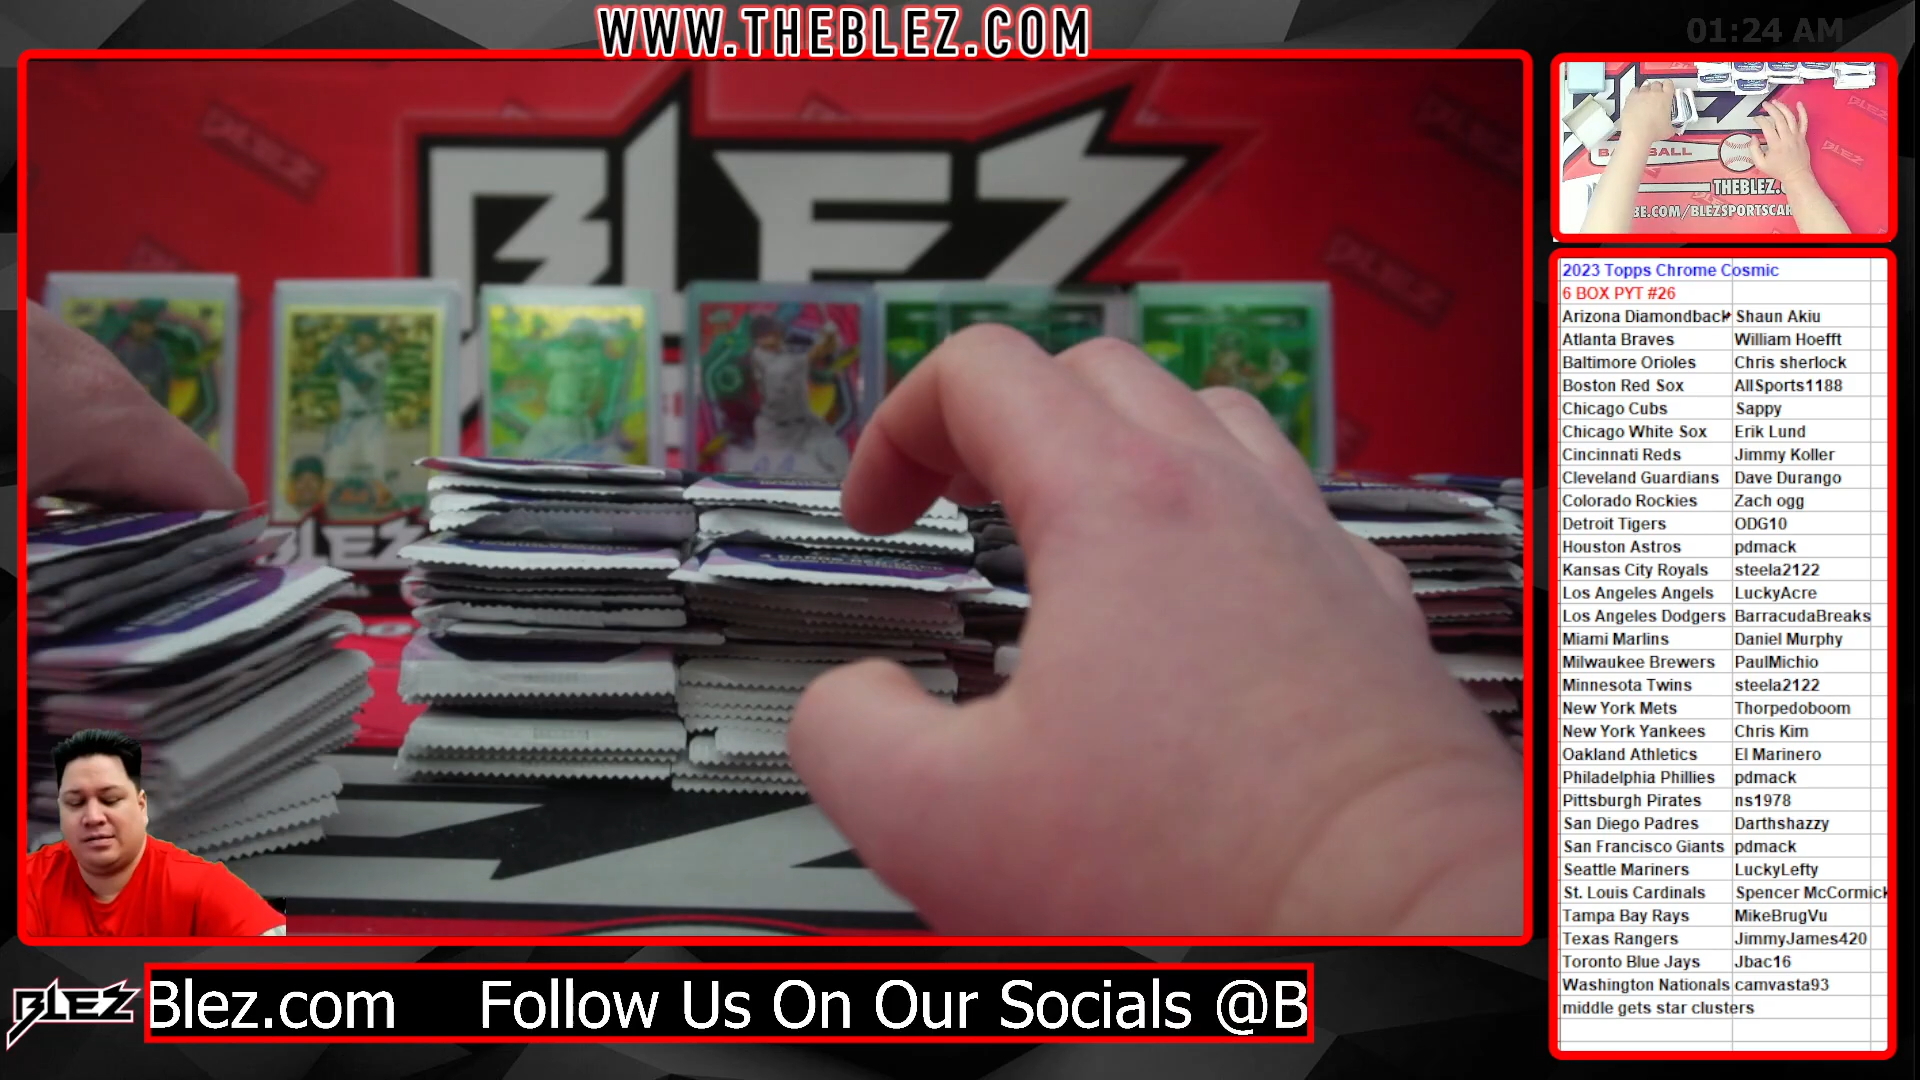 WWW.THEBLEZ.COM
01:24 AM
BLEZ
BLEZ
BLEZ
BLEZ
BASEBALL
THEBLEZ.C
BE.COM/BLEZSPORTSCAR
BLEZ
2023 Topps Chrome Cosmic
6 BOX PYT #26
Arizona Diamondback Shaun Akiu
Atlanta Braves William Hoefft
Baltimore Orioles Chris sherlock
Boston Red Sox AllSports1188
Chicago Cubs Sappy
Chicago White Sox Erik Lund
Cincinnati Reds Jimmy Koller
Cleveland Guardians Dave Durango
Colorado Rockies Zach ogg
Detroit Tigers ODG10
Houston Astros pdmack
Kansas City Royals steela2122
Los Angeles Angels LuckyAcre
Los Angeles Dodgers BarracudaBreaks
Miami Marlins Daniel Murphy
Milwaukee Brewers PaulMichio
Minnesota Twins steela2122
New York Mets Thorpedoboom
New York Yankees Chris Kim
Oakland Athletics El Marinero
Philadelphia Phillies pdmack
Pittsburgh Pirates ns1978
San Diego Padres Darthshazzy
San Francisco Giants pdmack
Seattle Mariners LuckyLefty
St. Louis Cardinals Spencer McCormick
Tampa Bay Rays MikeBrugVu
Texas Rangers JimmyJames420
Toronto Blue Jays Jbac16
Washington Nationals camvasta93
middle gets star clusters
BLEZ
Blez.com Follow Us On Our Socials @B